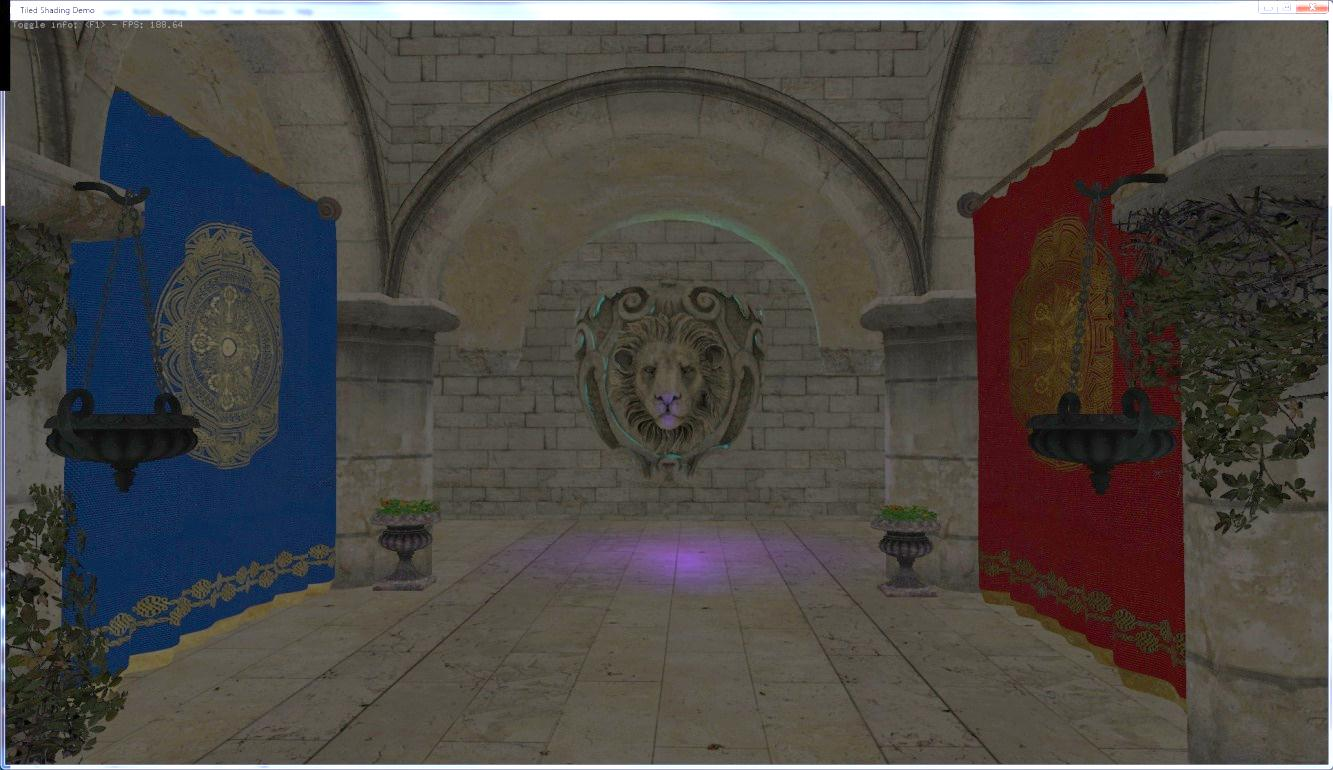 Tiled Shading Demo
Toggle info: <F1> - FPS: 188.64